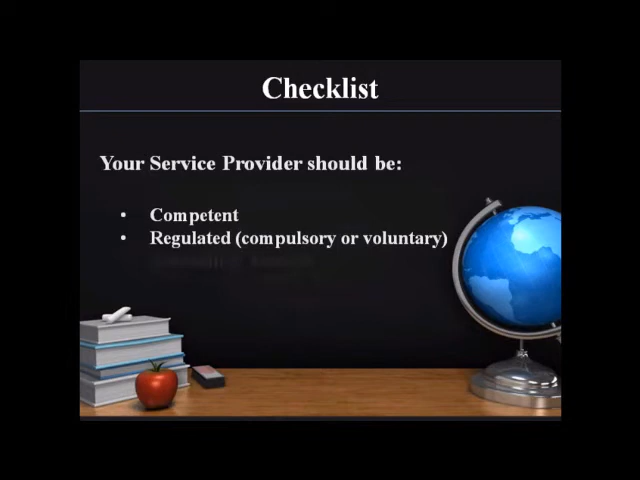 Checklist
Your Service Provider should be:
• Competent
• Regulated (compulsory or voluntary)